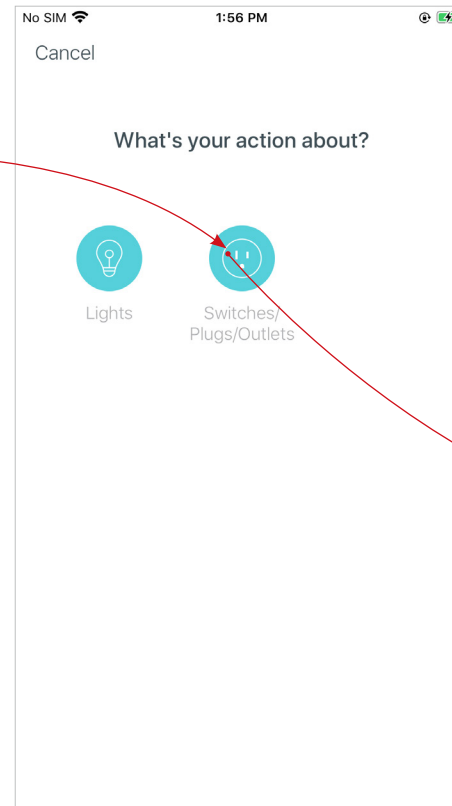 No SIM 1:56 PM
Cancel
What's your action about?
Lights
Switches/
Plugs/Outlets